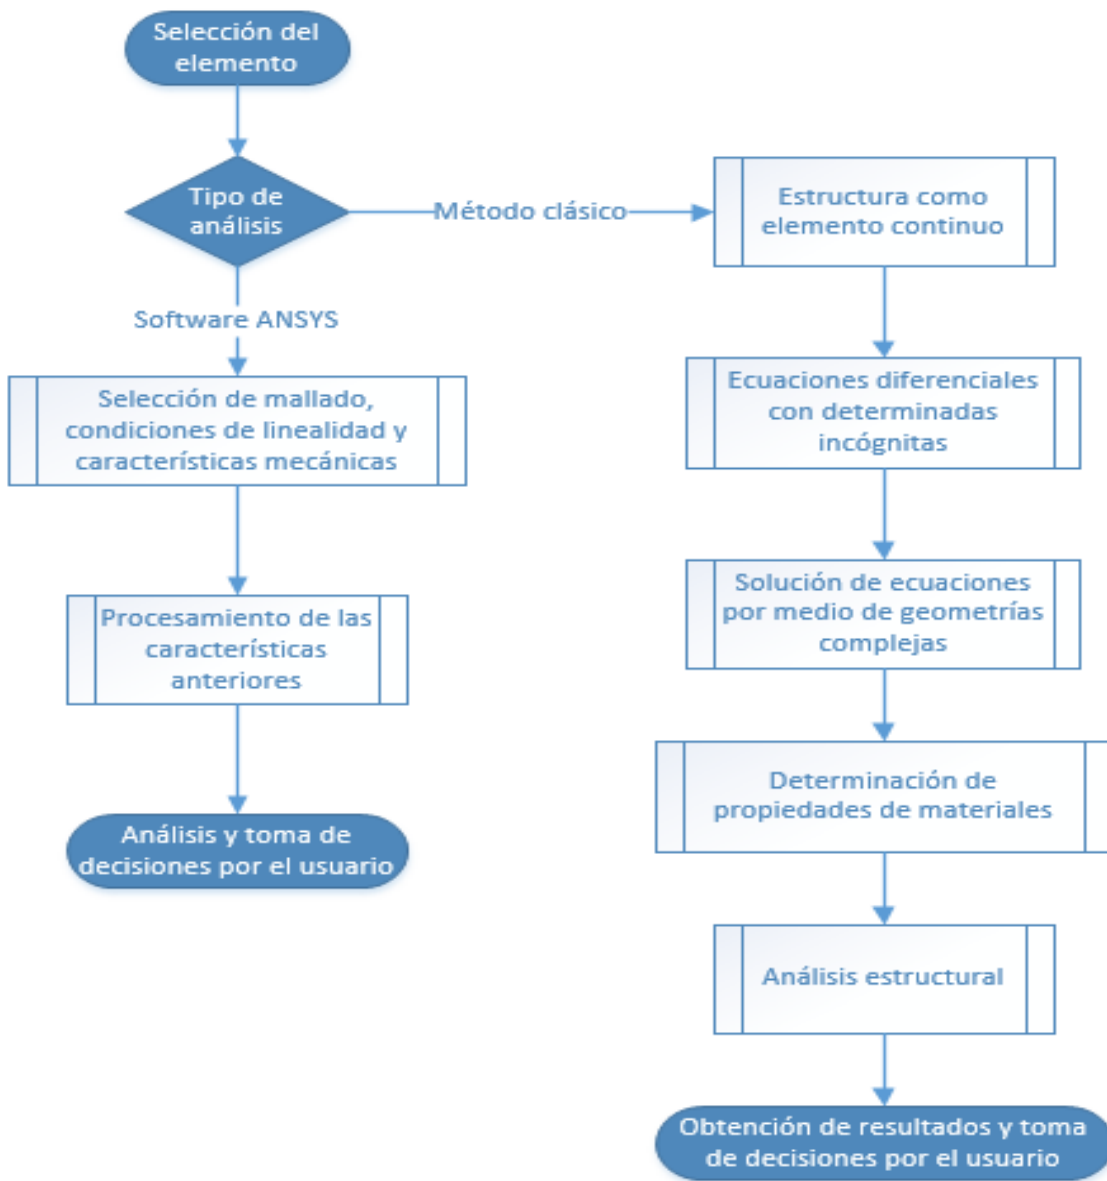 Selección del
elemento
Tipo de
análisis
Método clásico
Estructura como
elemento continuo
Software ANSYS
Selección de mallado,
condiciones de linealidad y
características mecánicas
Ecuaciones diferenciales
con determinadas
incógnitas
Procesamiento de las
características
anteriores
Solución de ecuaciones
por medio de geometrías
complejas
Análisis y toma de
decisiones por el usuario
Determinación de
propiedades de materiales
Análisis estructural
Obtención de resultados y toma
de decisiones por el usuario